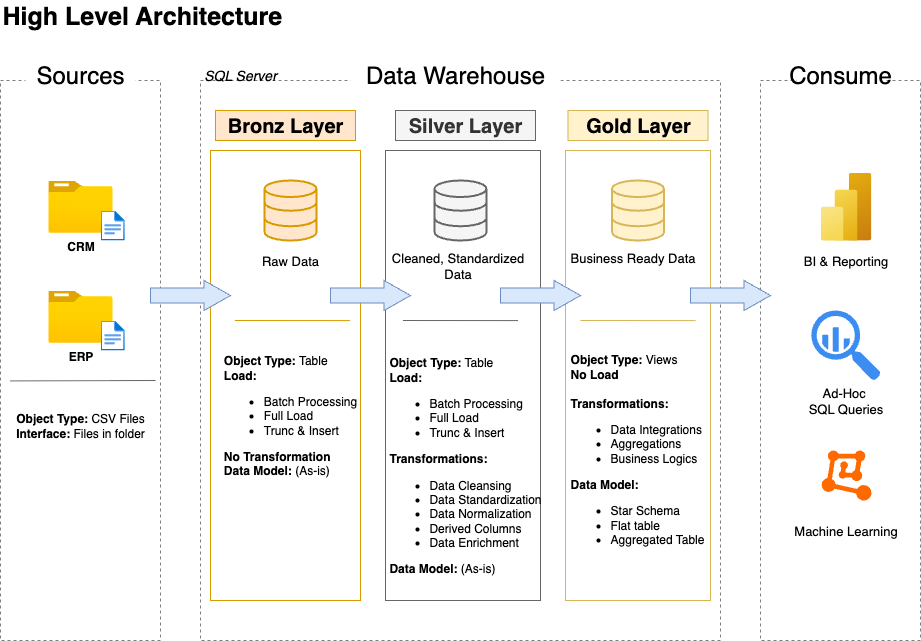 High Level Architecture
Sources
SQL Server
Data Warehouse
Consume
CRM
ERP
Object Type: CSV Files
Interface: Files in folder
Bronz Layer
Raw Data
Object Type: Table
Load:
• Batch Processing
• Full Load
• Trunc & Insert
No Transformation
Data Model: (As-is)
Silver Layer
Cleaned, Standardized
Data
Object Type: Table
Load:
• Batch Processing
• Full Load
• Trunc & Insert
Transformations:
• Data Cleansing
• Data Standardization
• Data Normalization
• Derived Columns
• Data Enrichment
Data Model: (As-is)
Gold Layer
Business Ready Data
Object Type: Views
No Load
Transformations:
• Data Integrations
• Aggregations
• Business Logics
Data Model:
• Star Schema
• Flat table
• Aggregated Table
BI & Reporting
Ad-Hoc
SQL Queries
Machine Learning